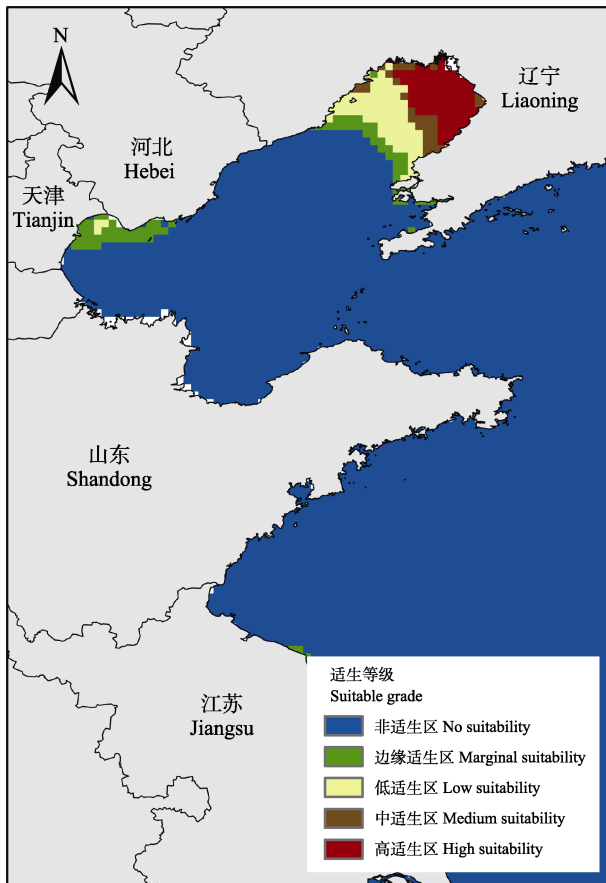 N
辽宁
Liaoning
河北
Hebei
天津
Tianjin
山东
Shandong
江苏
Jiangsu
适生等级
Suitable grade
非适生区 No suitability
边缘适生区 Marginal suitability
低适生区 Low suitability
中适生区 Medium suitability
高适生区 High suitability